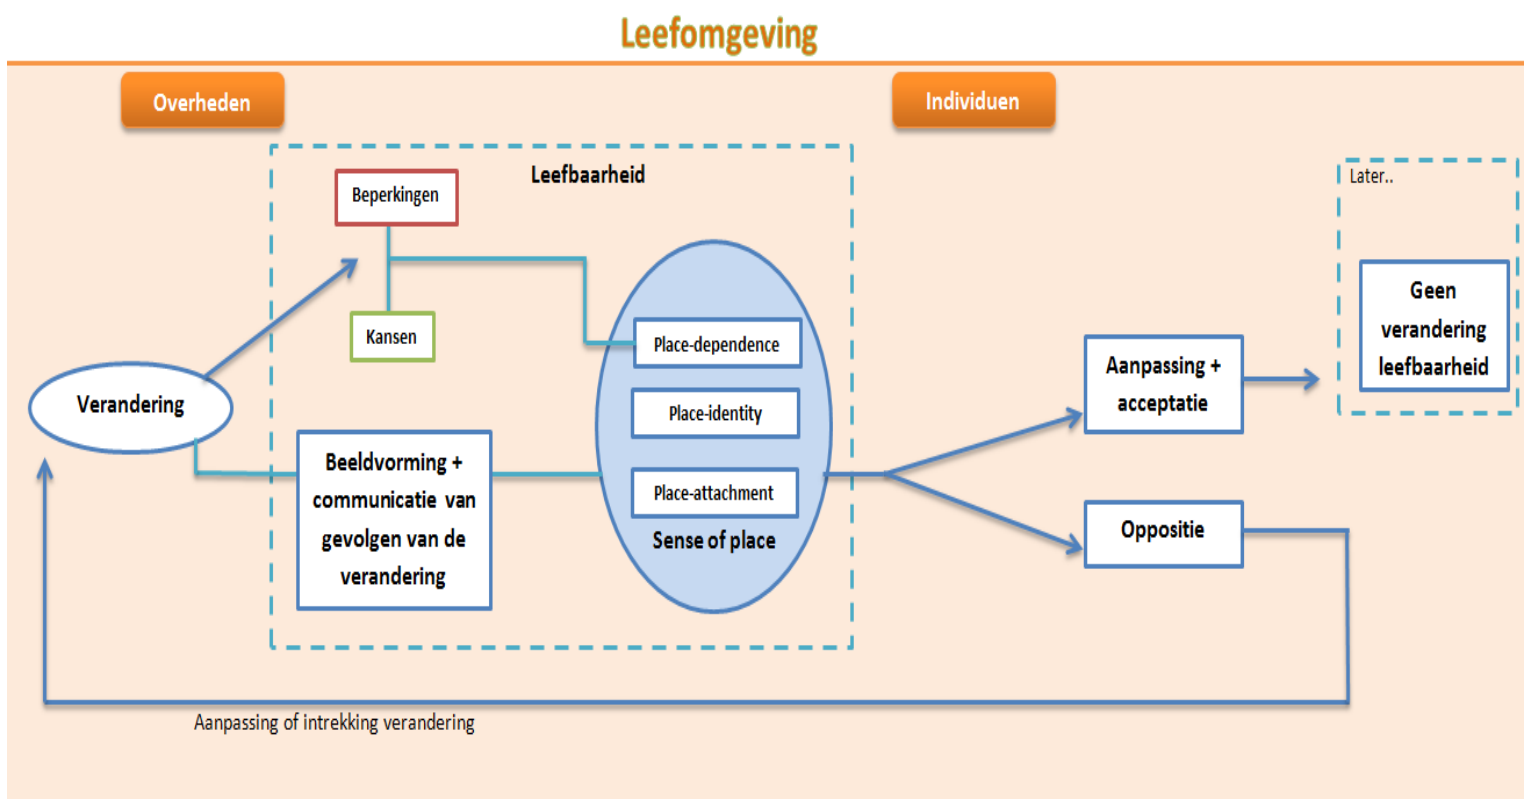 Leefomgeving
Overheden
Individuen
Leefbaarheid
Beperkingen
Kansen
Verandering
Beeldvorming +
communicatie van
gevolgen van de
verandering
Place-dependence
Place-identity
Place-attachment
Sense of place
Aanpassing +
acceptatie
Oppositie
Later..
Geen
verandering
leefbaarheid
Aanpassing of intrekking verandering